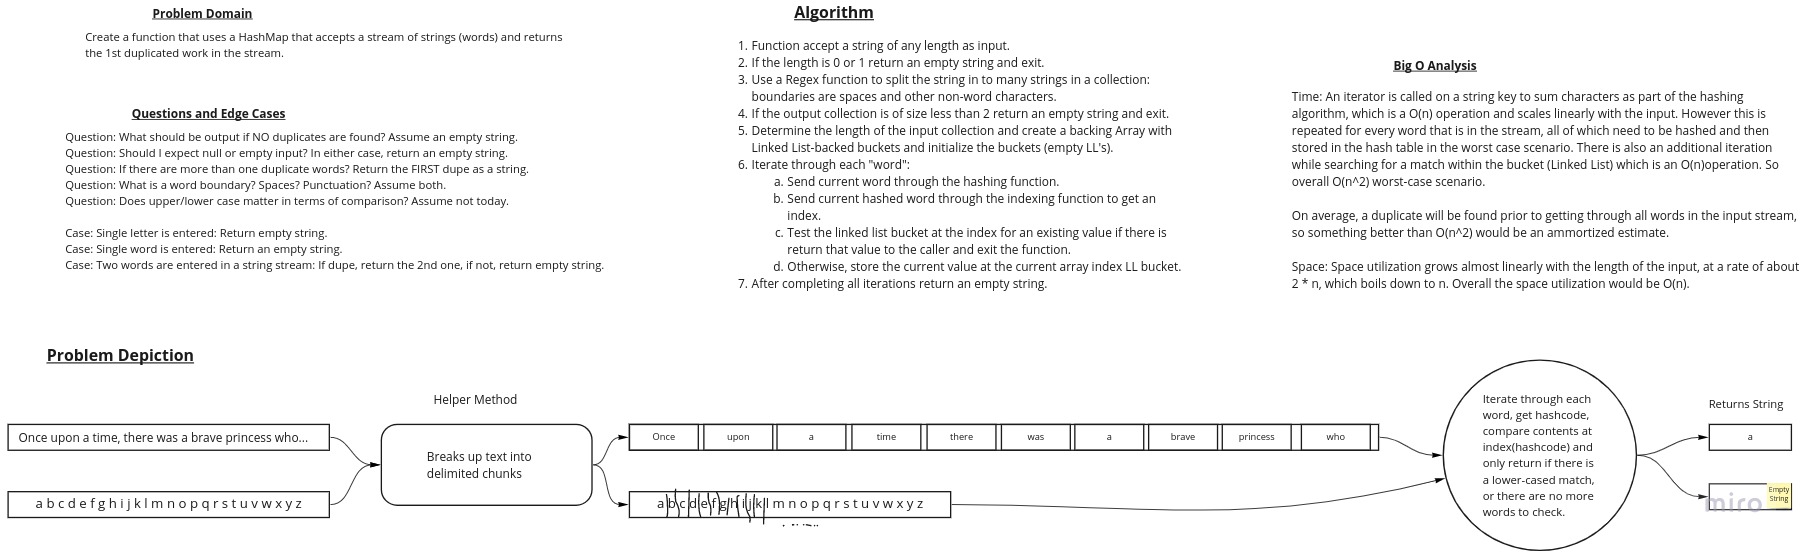 Problem Domain
Create a function that uses a HashMap that accepts a stream of strings (words) and returns
the 1st duplicated work in the stream.
Questions and Edge Cases
Question: What should be output if NO duplicates are found? Assume an empty string.
Question: Should I expect null or empty input? In either case, return an empty string.
Question: If there are more than one duplicate words? Return the FIRST dupe as a string.
Question: What is a word boundary? Spaces? Punctuation? Assume both.
Question: Does upper/lower case matter in terms of comparison? Assume not today.
Case: Single letter is entered: Return empty string.
Case: Single word is entered: Return an empty string.
Case: Two words are entered in a string stream: If dupe, return the 2nd one, if not, return empty string.
Algorithm
1. Function accept a string of any length as input.
2. If the length is 0 or 1 return an empty string and exit.
3. Use a Regex function to split the string in to many strings in a collection:
boundaries are spaces and other non-word characters.
4. If the output collection is of size less than 2 return an empty string and exit.
5. Determine the length of the input collection and create a backing Array with
Linked List-backed buckets and initialize the buckets (empty LL's).
6. Iterate through each "word":
a. Send current word through the hashing function.
b. Send current hashed word through the indexing function to get an
index.
c. Test the linked list bucket at the index for an existing value if there is
return that value to the caller and exit the function.
d. Otherwise, store the current value at the current array index LL bucket.
7. After completing all iterations return an empty string.
Big O Analysis
Time: An iterator is called on a string key to sum characters as part of the hashing
algorithm, which is a O(n) operation and scales linearly with the input. However this is
repeated for every word that is in the stream, all of which need to be hashed and then
stored in the hash table in the worst case scenario. There is also an additional iteration
while searching for a match within the bucket (Linked List) which is an O(n)operation. So
overall O(n^2) worst-case scenario.
On average, a duplicate will be found prior to getting through all words in the input stream,
so something better than O(n^2) would be an ammortized estimate.
Space: Space utilization grows almost linearly with the length of the input, at a rate of about
2 * n, which boils down to n. Overall the space utilization would be O(n).
Problem Depiction
Helper Method
Once upon a time, there was a brave princess who...
a b c d e f g h i j k l m n o p q r s t u v w x y z
Breaks up text into
delimited chunks
Once upon a time there was a brave princess who
a b c d e f g h i j k l m n o p q r s t u v w x y z
Iterate through each
word, get hashcode,
compare contents at
index(hashcode) and
only return if there is
a lower-cased match,
or there are no more
words to check.
Returns String
a
Empty
String
miro